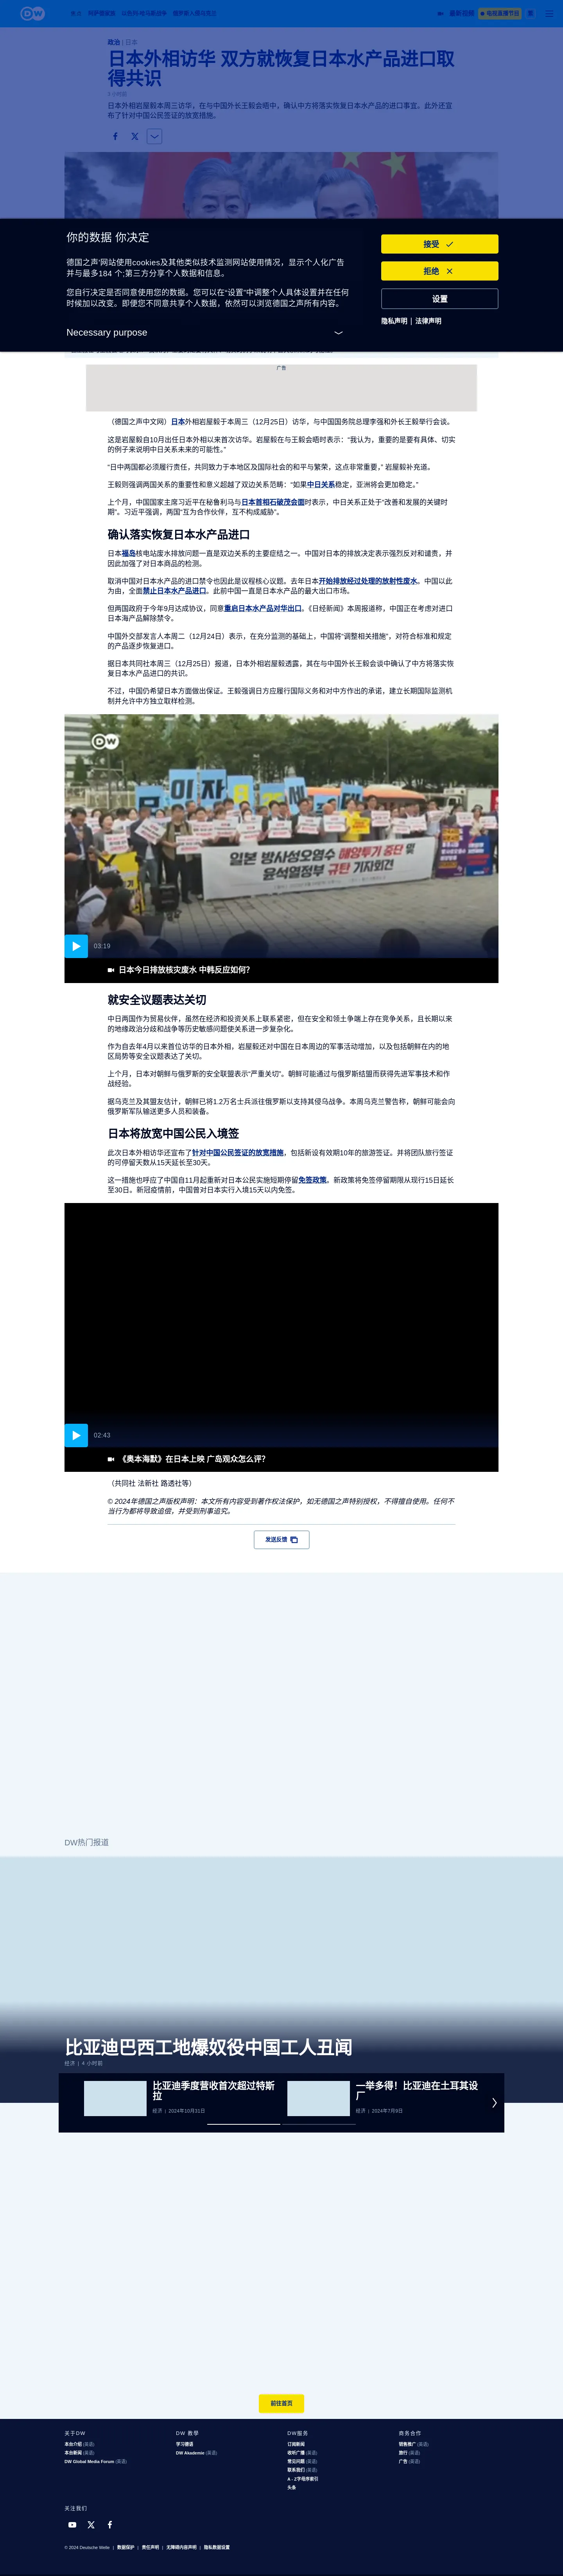 DW
最新视频
在线直播节目
政治 | 日本
日本外相访华 双方就恢复日本水产品进口取
得共识
日本外相岩屋毅本周三访华，在与中国外长王毅会晤中，确认中方将落实恢复日本水产品的进口事宜。此外还宣
布了针对中国公民签证的放宽措施。
你的数据 你决定
德国之声'网站使用cookies及其他类似技术监测网站使用情况，显示个人化广告
并与最多184 个;第三方分享个人数据和信息。
您自行决定是否同意使用您的数据。您可以在“设置”中调整个人具体设置并在任何
时候加以改变。即便您不同意共享个人数据，依然可以浏览德国之声所有内容。
Necessary purpose
接受
拒绝
设置
隐私声明 | 法律声明
广告
（德国之声中文网）日本外相岩屋毅于本周三（12月25日）访华，与中国国务院总理李强和外长王毅举行会谈。
这是岩屋毅自10月出任日本外相以来首次访华。岩屋毅在与王毅会晤时表示：“我认为，重要的是要有具体、切实
的例子来说明中日关系未来的可能性。”
“日中两国都必须履行责任，共同致力于本地区及国际社会的和平与繁荣，这点非常重要，” 岩屋毅补充道。
王毅则强调两国关系的重要性和意义超越了双边关系范畴：“如果中日关系稳定，亚洲将会更加稳定。”
上个月，中国国家主席习近平在秘鲁利马与日本首相石破茂会面时表示，中日关系正处于“改善和发展的关键时
期”。习近平强调，两国“互为合作伙伴，互不构成威胁”。
确认落实恢复日本水产品进口
日本福岛核电站废水排放问题一直是双边关系的主要症结之一。中国对日本的排放决定表示强烈反对和谴责，并
因此加强了对日本商品的检测。
取消中国对日本水产品的进口禁令也因此是议程核心议题。去年日本开始排放经过处理的放射性废水。中国以此
为由，全面禁止日本水产品进口。此前中国一直是日本水产品的最大出口市场。
但两国政府于今年9月达成协议，同意重启日本水产品对华出口。《日经新闻》本周报道称，中国正在考虑对进口
日本海产品解除禁令。
中国外交部发言人本周二（12月24日）表示，在充分监测的基础上，中国将“调整相关措施”，对符合标准和规定
的产品逐步恢复进口。
据日本共同社本周三（12月25日）报道，日本外相岩屋毅透露，其在与中国外长王毅会谈中确认了中方将落实恢
复日本水产品进口的共识。
不过，中国仍希望日本方面做出保证。王毅强调日方应履行国际义务和对中方作出的承诺，建立长期国际监测机
制并允许中方独立取样检测。
DW
일본 방사성오염수 해양투기 중단 및
윤석열정부 규탄 기자회견
03:19
日本今日排放核灾废水 中韩反应如何？
就安全议题表达关切
中日两国作为贸易伙伴，虽然在经济和投资关系上联系紧密，但在安全和领土争端上存在竞争关系，且长期以来
的地缘政治分歧和战争等历史敏感问题使关系进一步复杂化。
作为自去年4月以来首位访华的日本外相，岩屋毅还对中国在日本周边的军事活动增加，以及包括朝鲜在内的地
区局势等安全议题表达了关切。
上个月，日本对朝鲜与俄罗斯的安全联盟表示“严重关切”。朝鲜可能通过与俄罗斯结盟而获得先进军事技术和作
战经验。
据乌克兰及其盟友估计，朝鲜已将1.2万名士兵派往俄罗斯以支持其侵乌战争。本周乌克兰警告称，朝鲜可能会向
俄罗斯军队输送更多人员和装备。
日本将放宽中国公民入境签
此次日本外相访华还宣布了针对中国公民签证的放宽措施，包括新设有效期10年的旅游签证。并将团队旅行签证
的可停留天数从15天延长至30天。
这一措施也呼应了中国自11月起重新对日本公民实施短期停留免签政策。新政策将免签停留期限从现行15日延长
至30日。新冠疫情前，中国曾对日本实行入境15天以内免签。
02:43
《奥本海默》在日本上映 广岛观众怎么评？
（共同社 法新社 路透社等）
© 2024年德国之声版权声明：本文所有内容受到著作权法保护，如无德国之声特别授权，不得擅自使用。任何不
当行为都将导致追偿，并受到刑事追究。
发送反馈
DW热门报道
比亚迪巴西工地爆奴役中国工人丑闻
经济 | 4 小时前
比亚迪季度营收首次超过特斯
拉
经济 | 2024年10月31日
一举多得！比亚迪在土耳其设
厂
经济 | 2024年7月9日
前往首页
关于DW
本台介绍 (英语)
本台新闻 (英语)
DW Global Media Forum (英语)
DW 教学
学习德语
DW Akademie (英语)
DW服务
订阅新闻
收听广播 (英语)
常见问题 (英语)
联系我们 (英语)
A - Z字母序索引
头条
商务合作
销售推广 (英语)
旅行 (英语)
广告 (英语)
关注我们
© 2024 Deutsche Welle | 数据保护 | 责任声明 | 无障碍内容声明 | 隐私数据设置